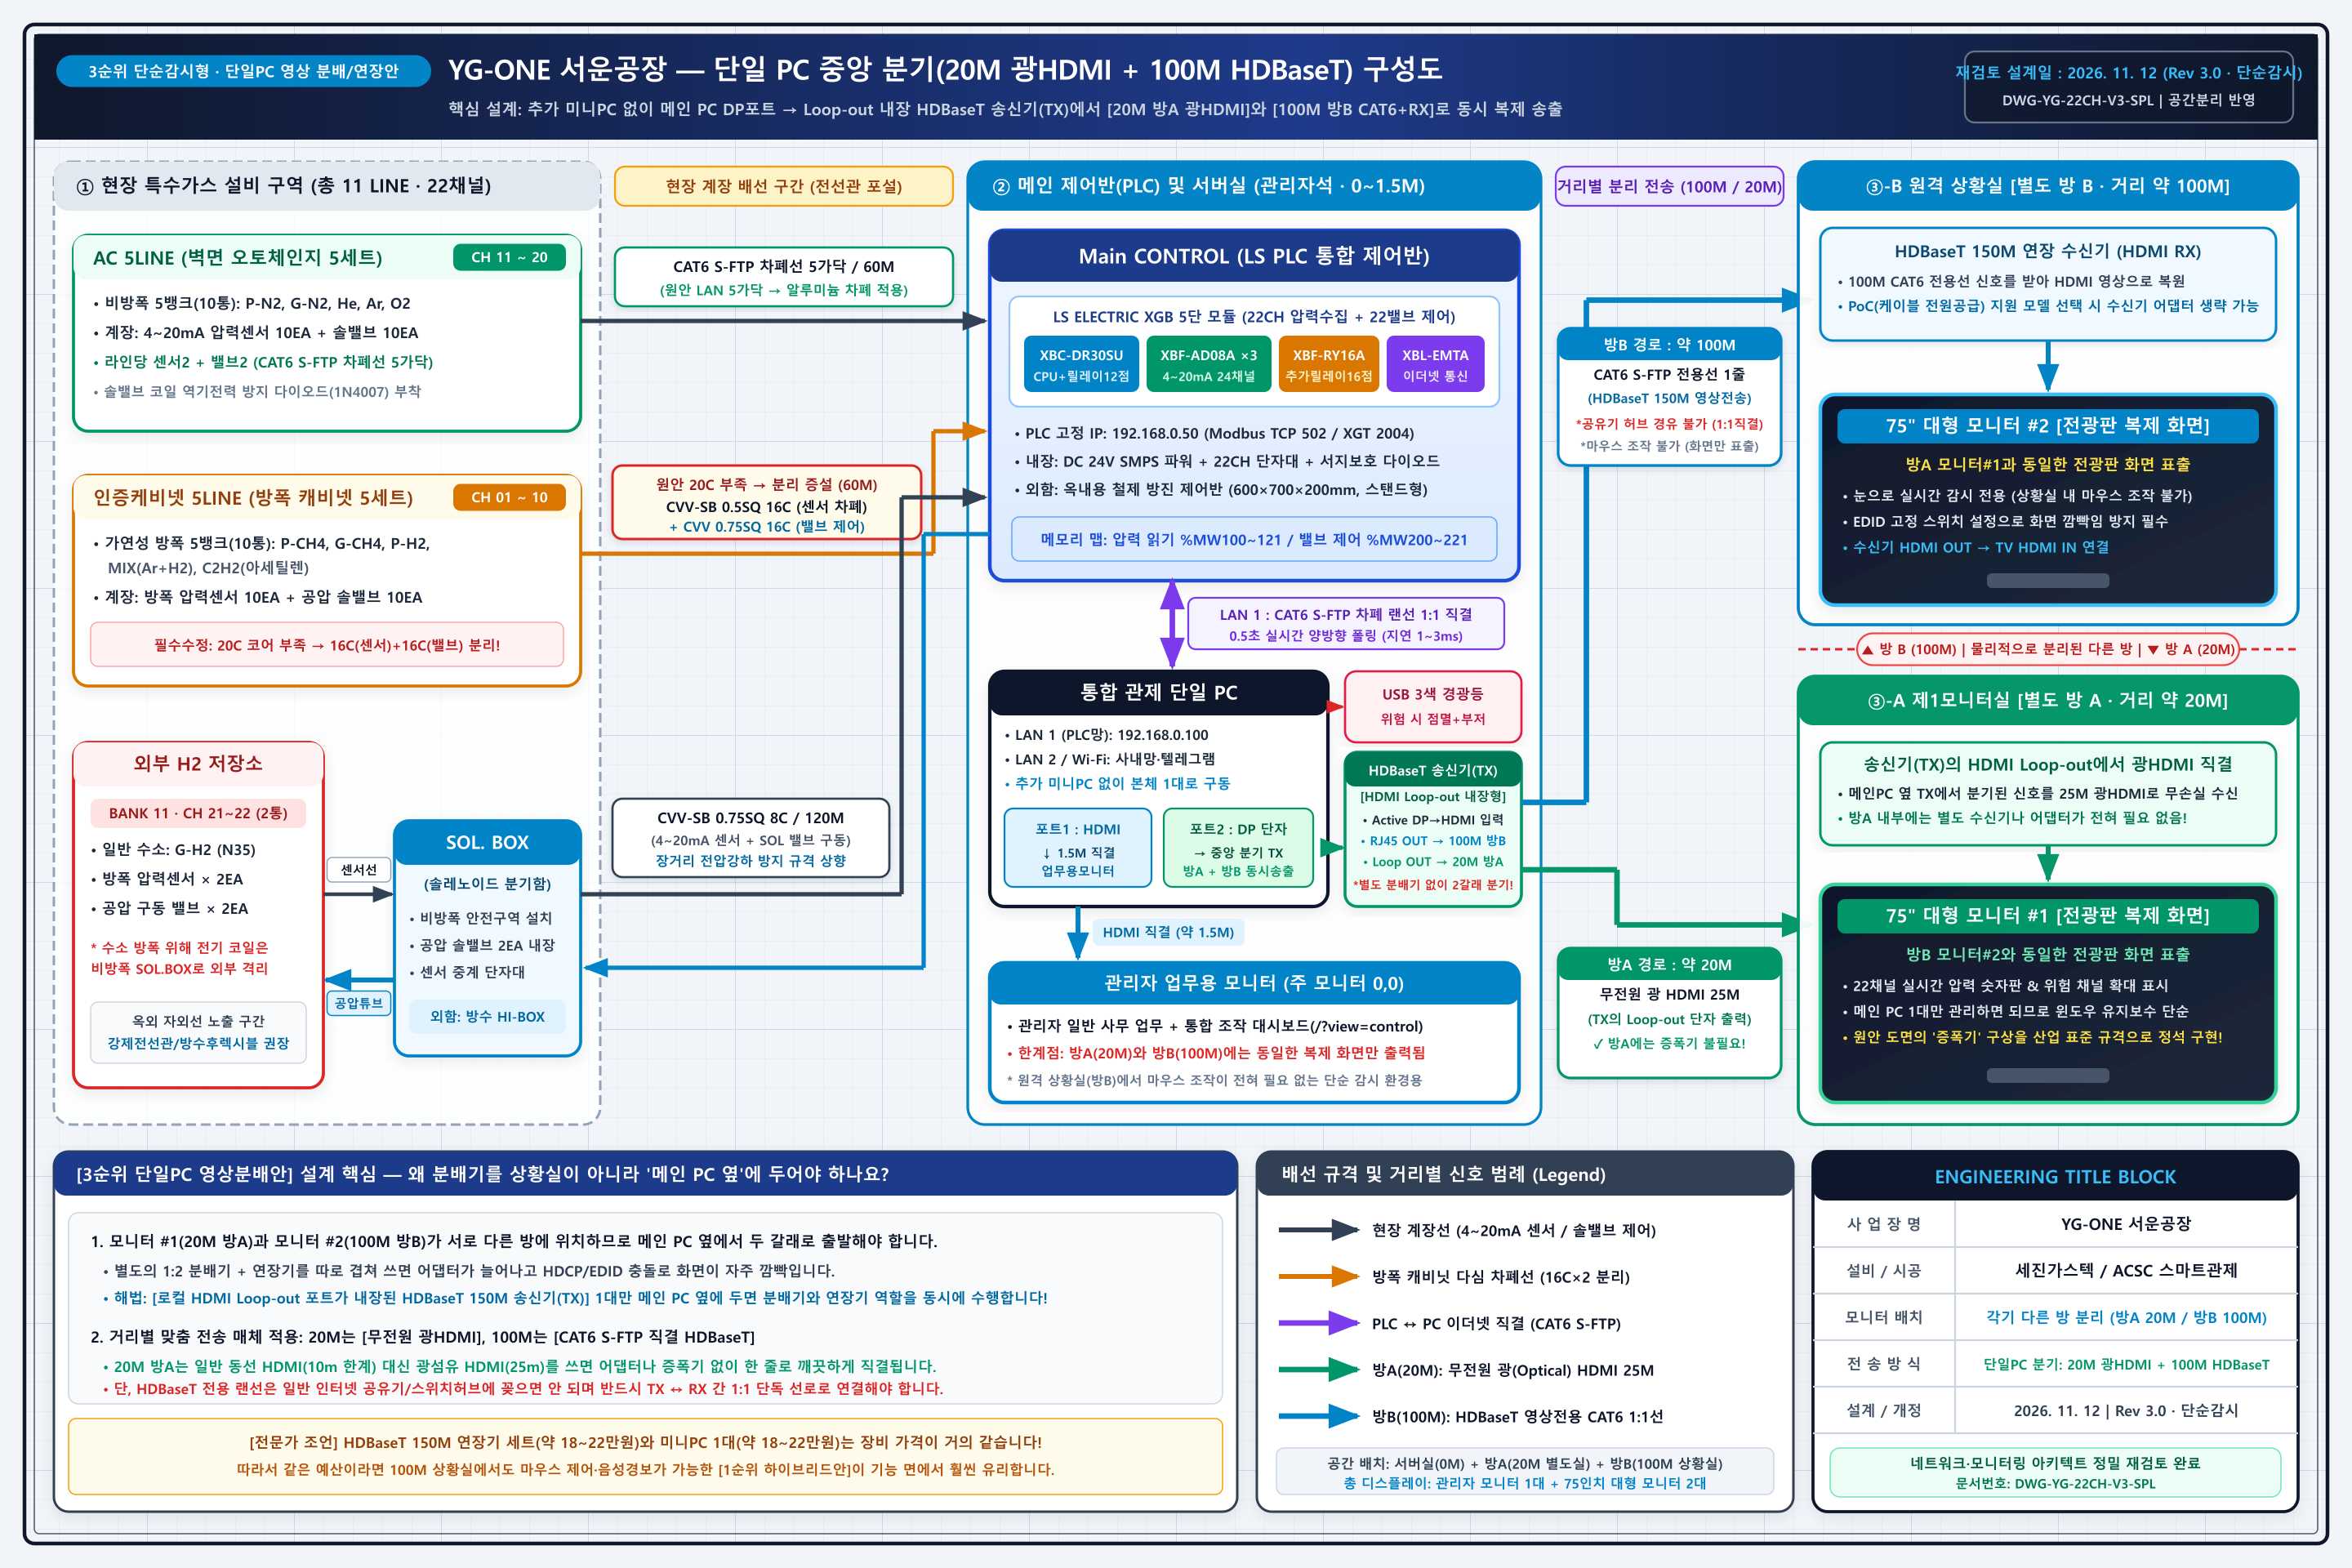 3순위 단순감시형 · 단일PC 영상 분배/연장안
YG-ONE 서운공장 — 단일 PC 중앙 분기(20M 광HDMI + 100M HDBaseT) 구성도
핵심 설계: 추가 미니PC 없이 메인 PC DP포트 → Loop-out 내장 HDBaseT 송신기(TX)에서 [20M 방A 광HDMI]와 [100M 방B CAT6+RX]로 동시 복제 송출
재검토 설계일 : 2026. 11. 12 (Rev 3.0 · 단순감시)
DWG-YG-22CH-V3-SPL | 공간분리 반영
① 현장 특수가스 설비 구역 (총 11 LINE · 22채널)
AC 5LINE (벽면 오토체인지 5세트)
CH 11 ~ 20
• 비방폭 5뱅크(10통): P-N2, G-N2, He, Ar, O2
• 계장: 4~20mA 압력센서 10EA + 솔밸브 10EA
• 라인당 센서2 + 밸브2 (CAT6 S-FTP 차폐선 5가닥)
• 솔밸브 코일 역기전력 방지 다이오드(1N4007) 부착
인증케비넷 5LINE (방폭 캐비넷 5세트)
CH 01 ~ 10
• 가연성 방폭 5뱅크(10통): P-CH4, G-CH4, P-H2,
MIX(Ar+H2), C2H2(아세틸렌)
• 계장: 방폭 압력센서 10EA + 공압 솔밸브 10EA
필수수정: 20C 코어 부족 → 16C(센서)+16C(밸브) 분리!
외부 H2 저장소
BANK 11 · CH 21~22 (2통)
• 일반 수소: G-H2 (N35)
• 방폭 압력센서 × 2EA
• 공압 구동 밸브 × 2EA
* 수소 방폭 위해 전기 코일은
비방폭 SOL.BOX로 외부 격리
옥외 자외선 노출 구간
강제전선관/방수후렉시블 권장
센서선
공압튜브
SOL. BOX
(솔레노이드 분기함)
• 비방폭 안전구역 설치
• 공압 솔밸브 2EA 내장
• 센서 중계 단자대
외함: 방수 HI-BOX
현장 계장 배선 구간 (전선관 포설)
CAT6 S-FTP 차폐선 5가닥 / 60M
(원안 LAN 5가닥 → 알루미늄 차폐 적용)
원안 20C 부족 → 분리 증설 (60M)
CVV-SB 0.5SQ 16C (센서 차폐)
+ CVV 0.75SQ 16C (밸브 제어)
CVV-SB 0.75SQ 8C / 120M
(4~20mA 센서 + SOL 밸브 구동)
장거리 전압강하 방지 규격 상향
② 메인 제어반(PLC) 및 서버실 (관리자석 · 0~1.5M)
Main CONTROL (LS PLC 통합 제어반)
LS ELECTRIC XGB 5단 모듈 (22CH 압력수집 + 22밸브 제어)
XBC-DR30SU
CPU+릴레이12점
XBF-AD08A ×3
4~20mA 24채널
XBF-RY16A
추가릴레이16점
XBL-EMTA
이더넷 통신
• PLC 고정 IP: 192.168.0.50 (Modbus TCP 502 / XGT 2004)
• 내장: DC 24V SMPS 파워 + 22CH 단자대 + 서지보호 다이오드
• 외함: 옥내용 철제 방진 제어반 (600×700×200mm, 스탠드형)
메모리 맵: 압력 읽기 %MW100~121 / 밸브 제어 %MW200~221
LAN 1 : CAT6 S-FTP 차폐 랜선 1:1 직결
0.5초 실시간 양방향 폴링 (지연 1~3ms)
통합 관제 단일 PC
• LAN 1 (PLC망): 192.168.0.100
• LAN 2 / Wi-Fi: 사내망·텔레그램
• 추가 미니PC 없이 본체 1대로 구동
포트1 : HDMI
↓ 1.5M 직결
업무용모니터
포트2 : DP 단자
→ 중앙 분기 TX
방A + 방B 동시송출
USB 3색 경광등
위험 시 점멸+부저
HDBaseT 송신기(TX)
[HDMI Loop-out 내장형]
• Active DP→HDMI 입력
• RJ45 OUT → 100M 방B
• Loop OUT → 20M 방A
*별도 분배기 없이 2갈래 분기!
HDMI 직결 (약 1.5M)
관리자 업무용 모니터 (주 모니터 0,0)
• 관리자 일반 사무 업무 + 통합 조작 대시보드(/?view=control)
• 한계점: 방A(20M)와 방B(100M)에는 동일한 복제 화면만 출력됨
* 원격 상황실(방B)에서 마우스 조작이 전혀 필요 없는 단순 감시 환경용
거리별 분리 전송 (100M / 20M)
방B 경로 : 약 100M
CAT6 S-FTP 전용선 1줄
(HDBaseT 150M 영상전송)
*공유기 허브 경유 불가 (1:1직결)
*마우스 조작 불가 (화면만 표출)
방A 경로 : 약 20M
무전원 광 HDMI 25M
(TX의 Loop-out 단자 출력)
✓ 방A에는 증폭기 불필요!
③-B 원격 상황실 [별도 방 B · 거리 약 100M]
HDBaseT 150M 연장 수신기 (HDMI RX)
• 100M CAT6 전용선 신호를 받아 HDMI 영상으로 복원
• PoC(케이블 전원공급) 지원 모델 선택 시 수신기 어댑터 생략 가능
75" 대형 모니터 #2 [전광판 복제 화면]
방A 모니터#1과 동일한 전광판 화면 표출
• 눈으로 실시간 감시 전용 (상황실 내 마우스 조작 불가)
• EDID 고정 스위치 설정으로 화면 깜빡임 방지 필수
• 수신기 HDMI OUT → TV HDMI IN 연결
▲ 방 B (100M) | 물리적으로 분리된 다른 방 | ▼ 방 A (20M)
③-A 제1모니터실 [별도 방 A · 거리 약 20M]
송신기(TX)의 HDMI Loop-out에서 광HDMI 직결
• 메인PC 옆 TX에서 분기된 신호를 25M 광HDMI로 무손실 수신
• 방A 내부에는 별도 수신기나 어댑터가 전혀 필요 없음!
75" 대형 모니터 #1 [전광판 복제 화면]
방B 모니터#2와 동일한 전광판 화면 표출
• 22채널 실시간 압력 숫자판 & 위험 채널 확대 표시
• 메인 PC 1대만 관리하면 되므로 윈도우 유지보수 단순
• 원안 도면의 '증폭기' 구상을 산업 표준 규격으로 정석 구현!
[3순위 단일PC 영상분배안] 설계 핵심 — 왜 분배기를 상황실이 아니라 '메인 PC 옆'에 두어야 하나요?
1. 모니터 #1(20M 방A)과 모니터 #2(100M 방B)가 서로 다른 방에 위치하므로 메인 PC 옆에서 두 갈래로 출발해야 합니다.
• 별도의 1:2 분배기 + 연장기를 따로 겹쳐 쓰면 어댑터가 늘어나고 HDCP/EDID 충돌로 화면이 자주 깜빡입니다.
• 해법: [로컬 HDMI Loop-out 포트가 내장된 HDBaseT 150M 송신기(TX)] 1대만 메인 PC 옆에 두면 분배기와 연장기 역할을 동시에 수행합니다!
2. 거리별 맞춤 전송 매체 적용: 20M는 [무전원 광HDMI], 100M는 [CAT6 S-FTP 직결 HDBaseT]
• 20M 방A는 일반 동선 HDMI(10m 한계) 대신 광섬유 HDMI(25m)를 쓰면 어댑터나 증폭기 없이 한 줄로 깨끗하게 직결됩니다.
• 단, HDBaseT 전용 랜선은 일반 인터넷 공유기/스위치허브에 꽂으면 안 되며 반드시 TX ↔ RX 간 1:1 단독 선로로 연결해야 합니다.
[전문가 조언] HDBaseT 150M 연장기 세트(약 18~22만원)와 미니PC 1대(약 18~22만원)는 장비 가격이 거의 같습니다!
따라서 같은 예산이라면 100M 상황실에서도 마우스 제어·음성경보가 가능한 [1순위 하이브리드안]이 기능 면에서 훨씬 유리합니다.
배선 규격 및 거리별 신호 범례 (Legend)
현장 계장선 (4~20mA 센서 / 솔밸브 제어)
방폭 캐비닛 다심 차폐선 (16C×2 분리)
PLC ↔ PC 이더넷 직결 (CAT6 S-FTP)
방A(20M): 무전원 광(Optical) HDMI 25M
방B(100M): HDBaseT 영상전용 CAT6 1:1선
공간 배치: 서버실(0M) + 방A(20M 별도실) + 방B(100M 상황실)
총 디스플레이: 관리자 모니터 1대 + 75인치 대형 모니터 2대
ENGINEERING TITLE BLOCK
사 업 장 명
YG-ONE 서운공장
설비 / 시공
세진가스텍 / ACSC 스마트관제
모니터 배치
각기 다른 방 분리 (방A 20M / 방B 100M)
전 송 방 식
단일PC 분기: 20M 광HDMI + 100M HDBaseT
설계 / 개정
2026. 11. 12 | Rev 3.0 · 단순감시
네트워크·모니터링 아키텍트 정밀 재검토 완료
문서번호: DWG-YG-22CH-V3-SPL